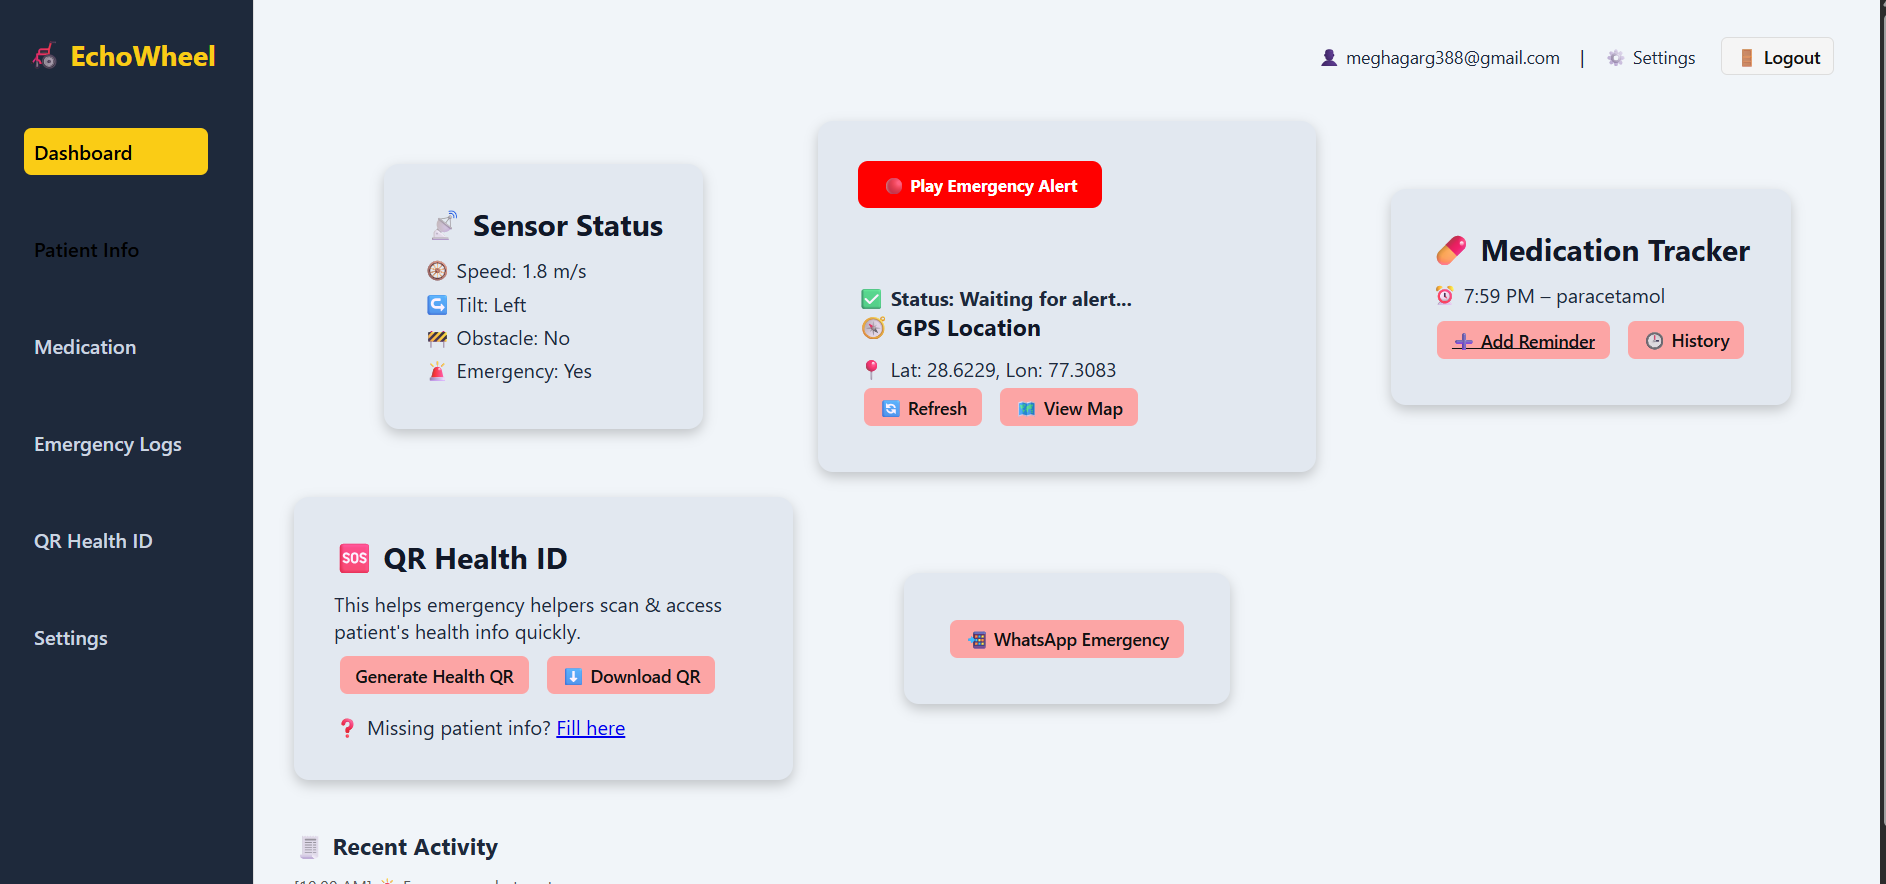 EchoWheel
Dashboard
Patient Info
Medication
Emergency Logs
QR Health ID
Settings
meghagarg388@gmail.com | Settings Logout
Sensor Status
Speed: 1.8 m/s
Tilt: Left
Obstacle: No
Emergency: Yes
Play Emergency Alert
Status: Waiting for alert...
GPS Location
Lat: 28.6229, Lon: 77.3083
Refresh View Map
Medication Tracker
7:59 PM – paracetamol
Add Reminder History
SOS QR Health ID
This helps emergency helpers scan & access
patient's health info quickly.
Generate Health QR Download QR
Missing patient info? Fill here
WhatsApp Emergency
Recent Activity